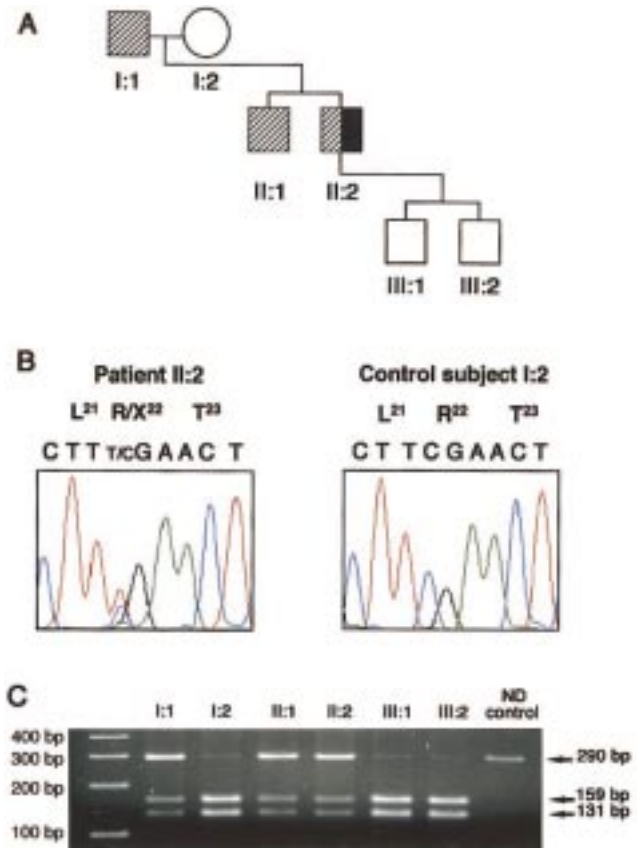 A
I:1 I:2
II:1 II:2
III:1 III:2
B
Patient II:2 Control subject I:2
L²¹ R/X²² T²³ L²¹ R²² T²³
C T T T/C G A A C T C T T C G A A C T
C
I:1 I:2 II:1 II:2 III:1 III:2 ND control
400 bp
300 bp
200 bp
100 bp
290 bp
159 bp
131 bp